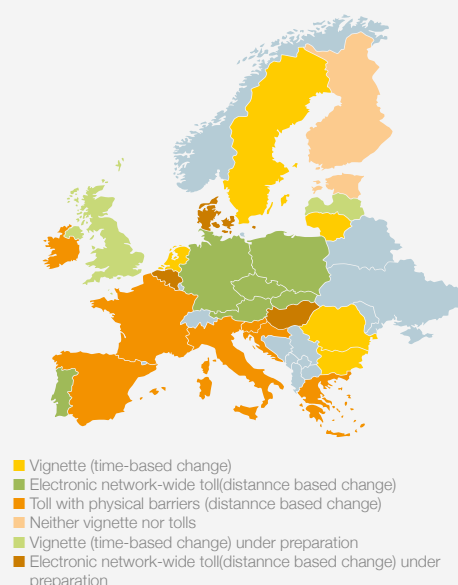 Vignette (time-based change)
Electronic network-wide toll(distannce based change)
Toll with physical barriers (distannce based change)
Neither vignette nor tolls
Vignette (time-based change) under preparation
Electronic network-wide toll(distannce based change) under
preparation